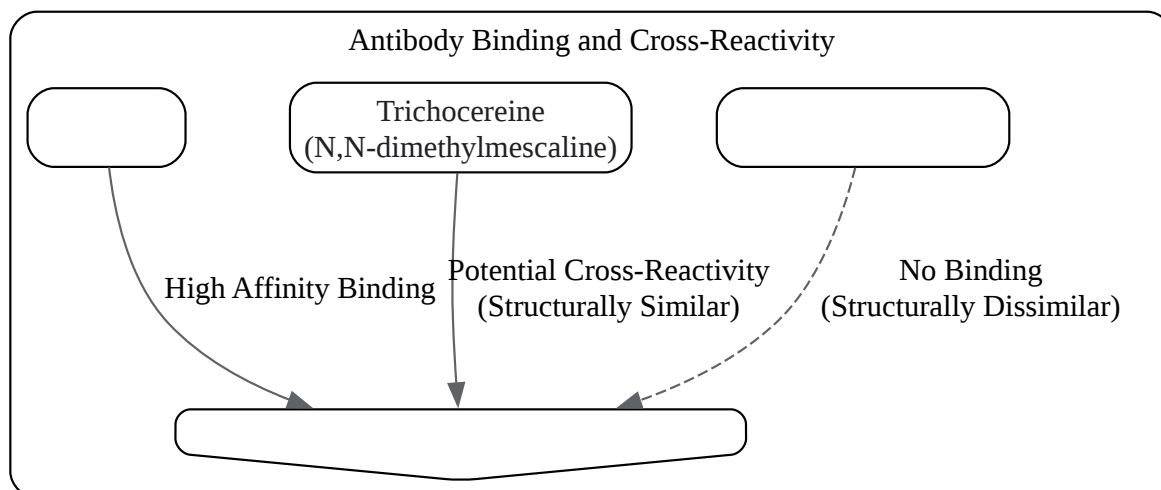 Antibody Binding and Cross-Reactivity
Trichocereine
(N,N-dimethylmescaline)
High Affinity Binding
Potential Cross-Reactivity
(Structurally Similar)
No Binding
(Structurally Dissimilar)